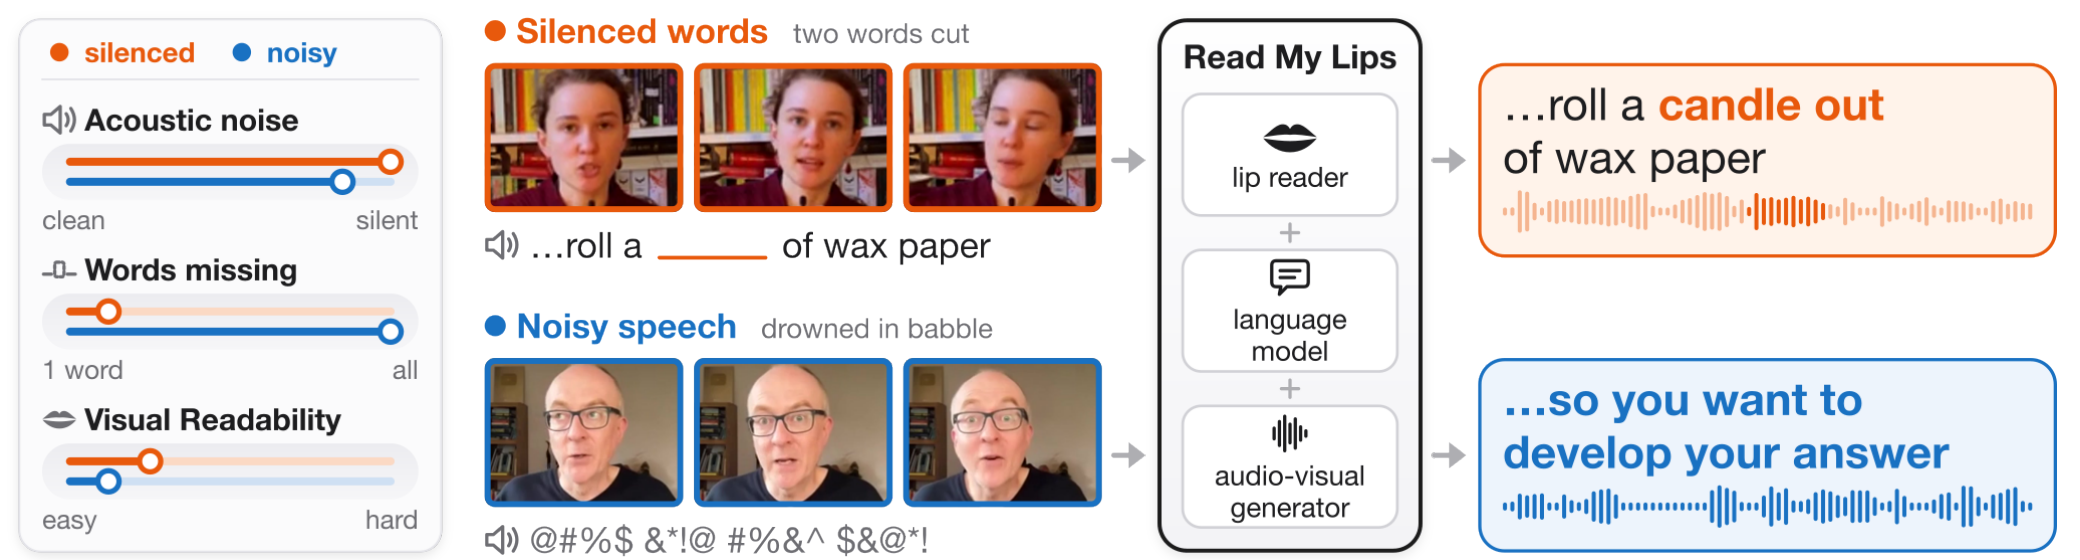 silenced noisy
Acoustic noise
clean silent
Words missing
1 word all
Visual Readability
easy hard
Silenced words two words cut
...roll a ______ of wax paper
Noisy speech drowned in babble
@#%$ &*!@ #%&^ $&@*!
Read My Lips
lip reader
+
language
model
+
audio-visual
generator
...roll a candle out
of wax paper
...so you want to
develop your answer